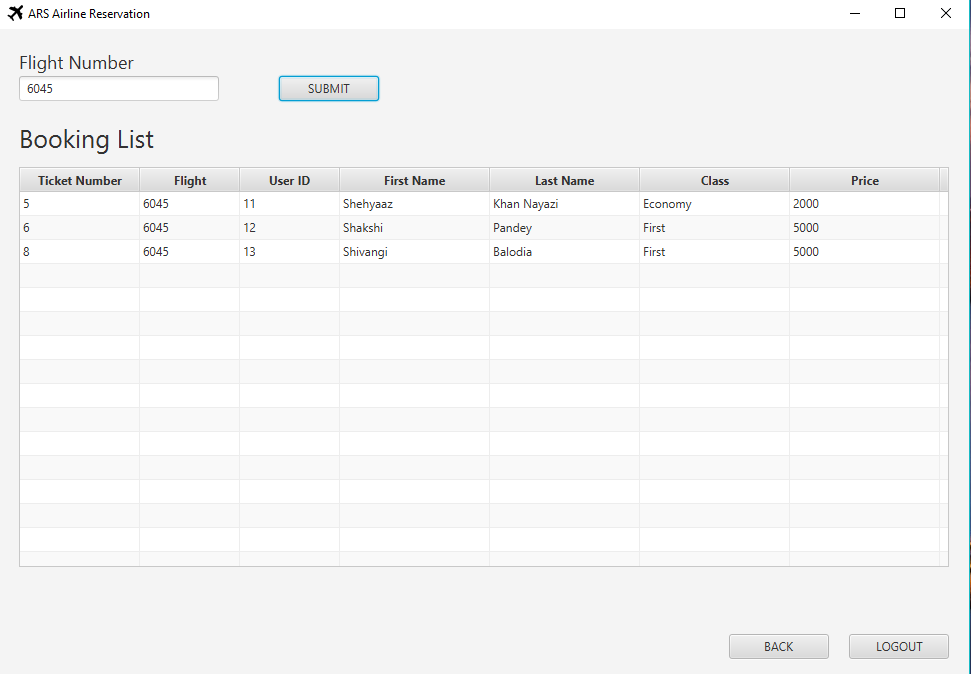 ARS Airline Reservation
Flight Number
6045 SUBMIT
Booking List
Ticket Number Flight User ID First Name Last Name Class Price
5 6045 11 Shehyaaz Khan Nayazi Economy 2000
6 6045 12 Shakshi Pandey First 5000
8 6045 13 Shivangi Balodia First 5000
BACK LOGOUT